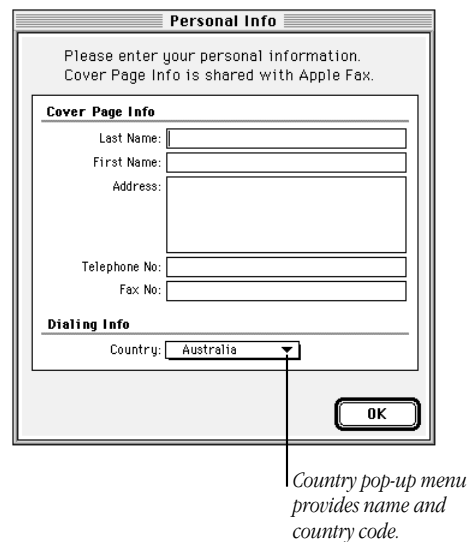 Personal Info
Please enter your personal information.
Cover Page Info is shared with Apple Fax.
Cover Page Info
Last Name:
First Name:
Address:
Telephone No:
Fax No:
Dialing Info
Country: Australia
OK
Country pop-up menu
provides name and
country code.